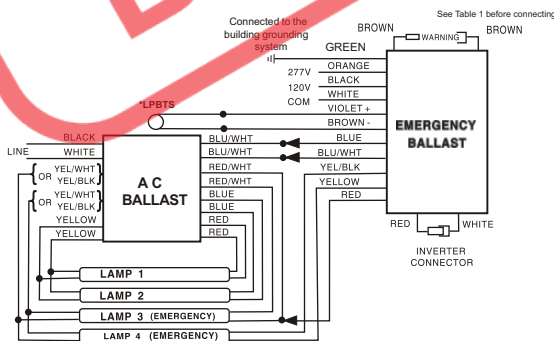 See Table 1 before connecting
Connected to the
building grounding
system
BROWN
WARNING
BROWN
GREEN
ORANGE
277V
BLACK
120V
WHITE
COM
VIOLET +
*LPBTS
BROWN -
EMERGENCY
BALLAST
BLACK
BLU/WHT
BLUE
LINE
WHITE
BLU/WHT
BLU/WHT
YEL/WHT
OR
YEL/BLK
RED/WHT
YEL/BLK
A C
BALLAST
RED/WHT
YELLOW
YEL/WHT
OR
YEL/BLK
BLUE
RED
BLUE
YELLOW
RED
YELLOW
RED
RED
WHITE
INVERTER
CONNECTOR
LAMP 1
LAMP 2
LAMP 3 (EMERGENCY)
LAMP 4 (EMERGENCY)